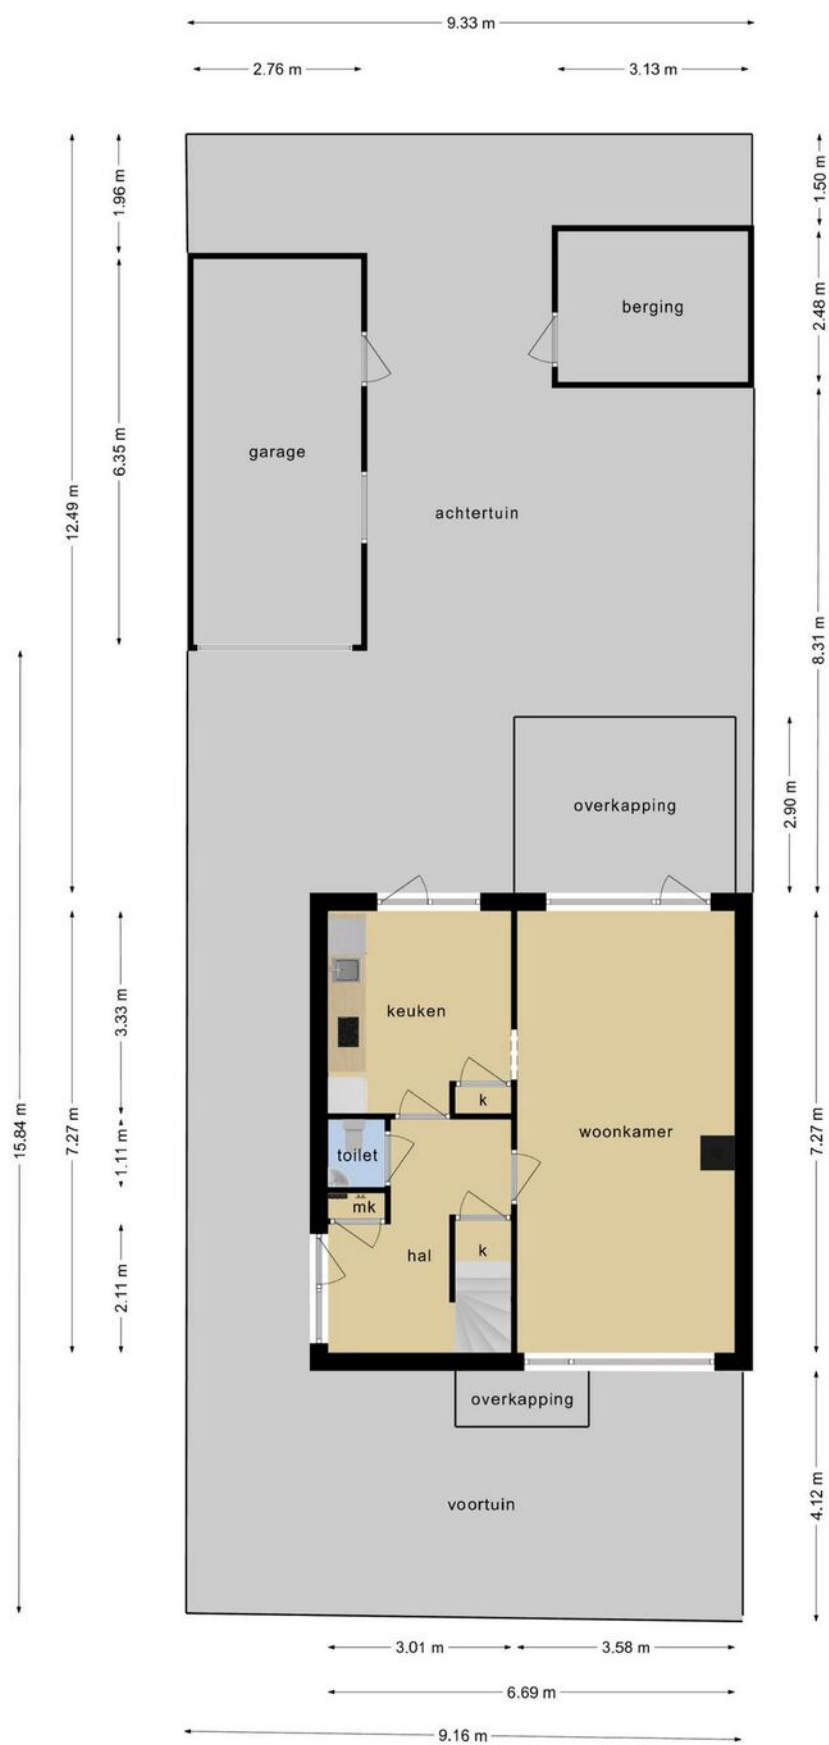 9.33 m
2.76 m
3.13 m
1.96 m
1.50 m
2.48 m
berging
6.35 m
garage
12.49 m
achtertuin
8.31 m
overkapping
2.90 m
keuken
3.33 m
k
woonkamer
15.84 m
7.27 m
1.11 m
toilet
7.27 m
mk
hal
k
2.11 m
overkapping
4.12 m
voortuin
3.01 m
3.58 m
6.69 m
9.16 m